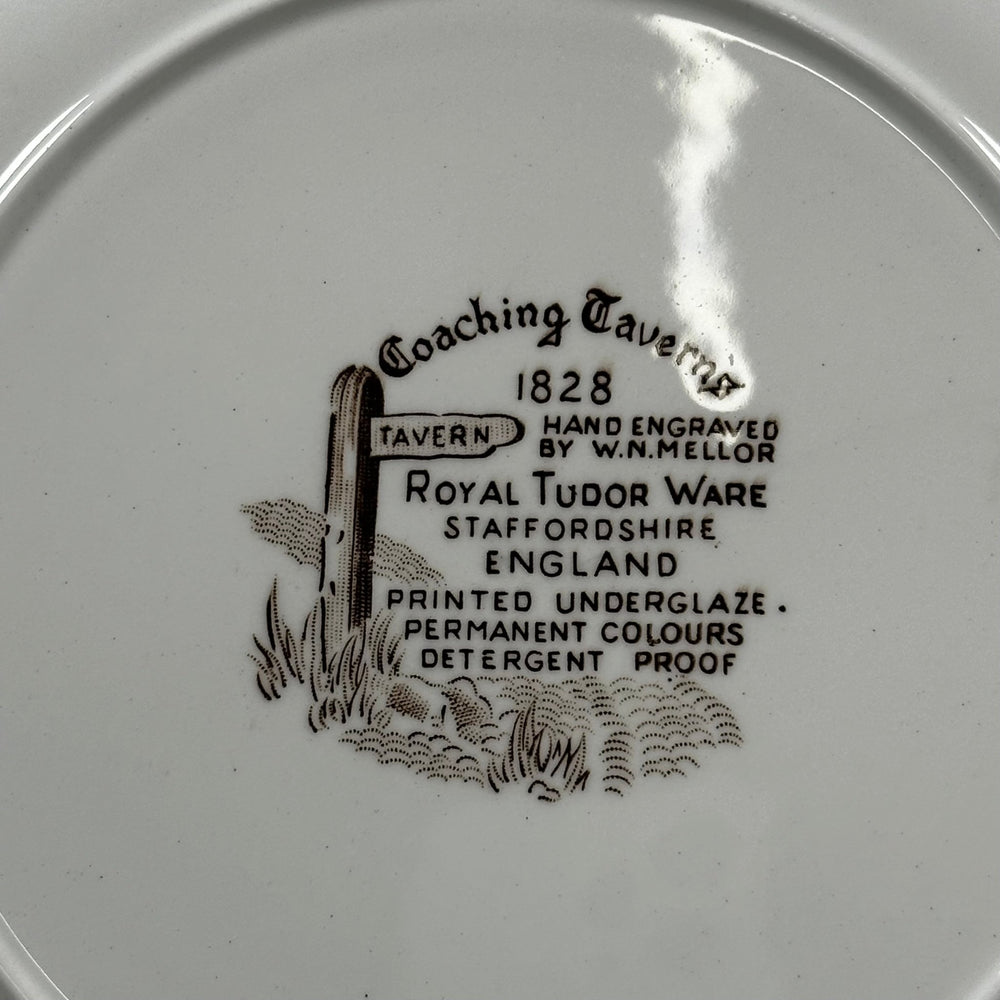 Coaching Taverns
1828
TAVERN
HAND ENGRAVED
BY W.N.MELLOR
ROYAL TUDOR WARE
STAFFORDSHIRE
ENGLAND
PRINTED UNDERGLAZE.
PERMANENT COLOURS
DETERGENT PROOF